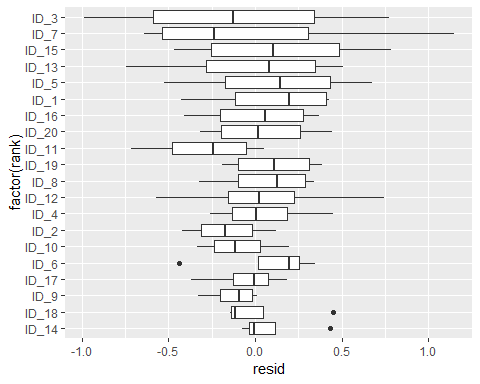 ID_3
ID_7
ID_15
ID_13
ID_5
ID_1
ID_16
ID_20
ID_11
ID_19
ID_8
ID_12
ID_4
ID_2
ID_10
ID_6
ID_17
ID_9
ID_18
ID_14
factor(rank)
-1.0 -0.5 0.0 0.5 1.0
resid